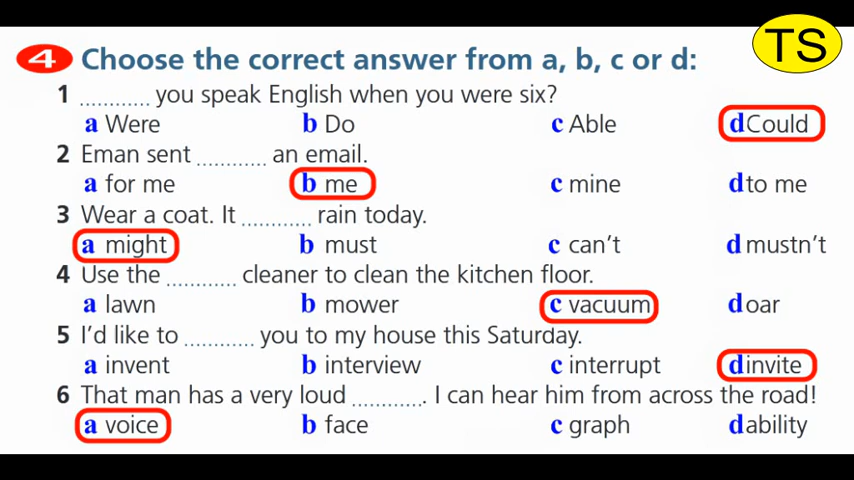 TS
4 Choose the correct answer from a, b, c or d:
1 ............ you speak English when you were six?
a Were b Do c Able d Could
2 Eman sent ............ an email.
a for me b me c mine d to me
3 Wear a coat. It ............ rain today.
a might b must c can't d mustn't
4 Use the ............ cleaner to clean the kitchen floor.
a lawn b mower c vacuum d oar
5 I'd like to ............ you to my house this Saturday.
a invent b interview c interrupt d invite
6 That man has a very loud ............. I can hear him from across the road!
a voice b face c graph d ability